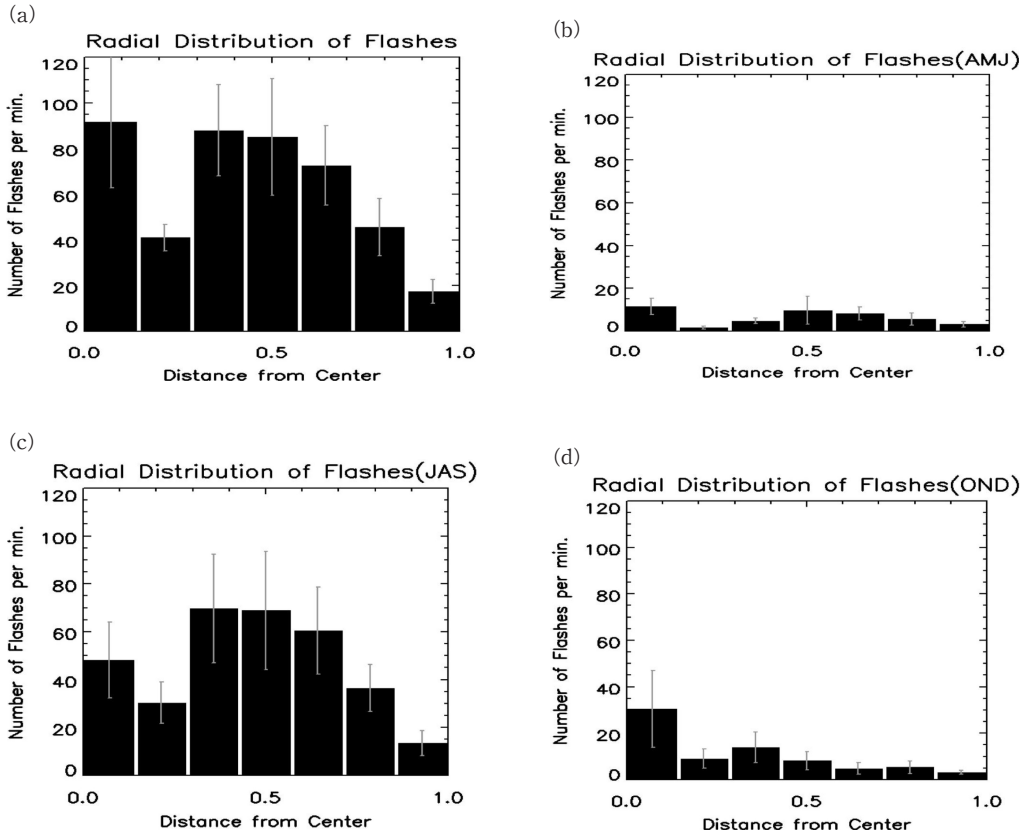 (a)
Radial Distribution of Flashes
120
100
80
60
40
20
0
Number of Flashes per min.
0.0 0.5 1.0
Distance from Center
(b)
Radial Distribution of Flashes(AMJ)
120
100
80
60
40
20
0
Number of Flashes per min.
0.0 0.5 1.0
Distance from Center
(c)
Radial Distribution of Flashes(JAS)
120
100
80
60
40
20
0
Number of Flashes per min.
0.0 0.5 1.0
Distance from Center
(d)
Radial Distribution of Flashes(OND)
120
100
80
60
40
20
0
Number of Flashes per min.
0.0 0.5 1.0
Distance from Center